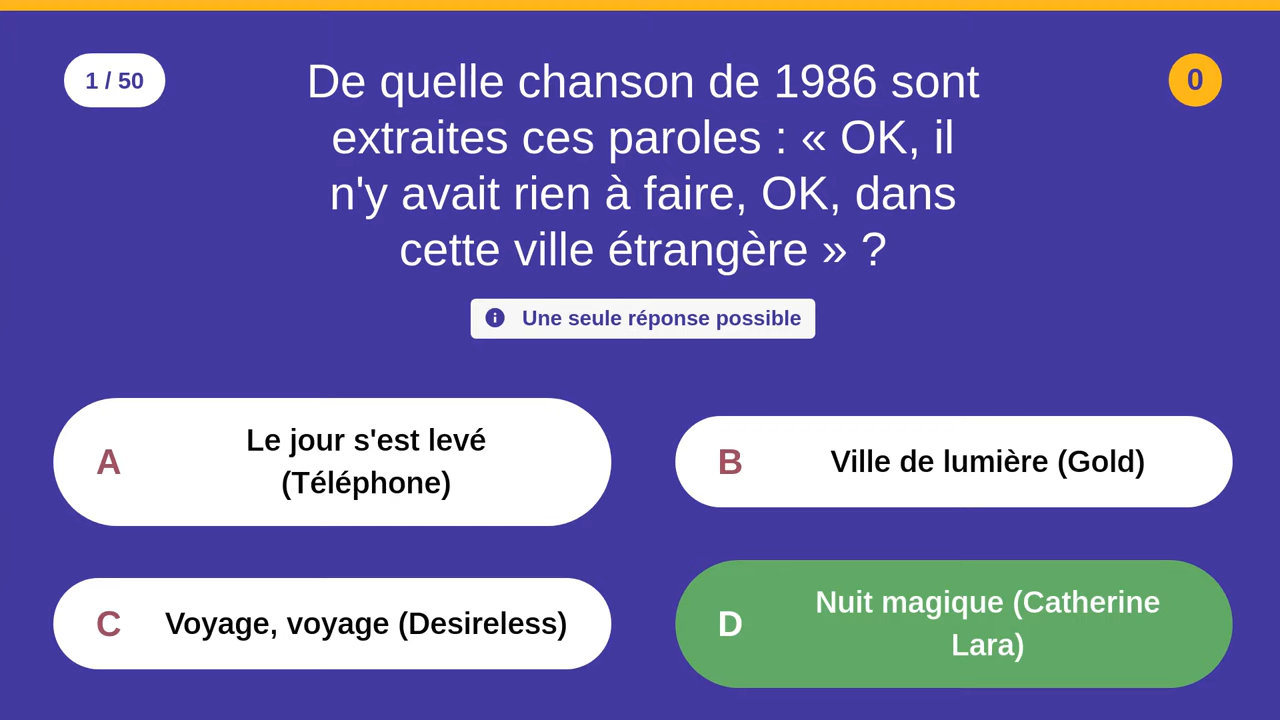 1 / 50
De quelle chanson de 1986 sont
extraites ces paroles : « OK, il
n'y avait rien à faire, OK, dans
cette ville étrangère » ?
0
Une seule réponse possible
A
Le jour s'est levé
(Téléphone)
B
Ville de lumière (Gold)
C
Voyage, voyage (Desireless)
D
Nuit magique (Catherine
Lara)